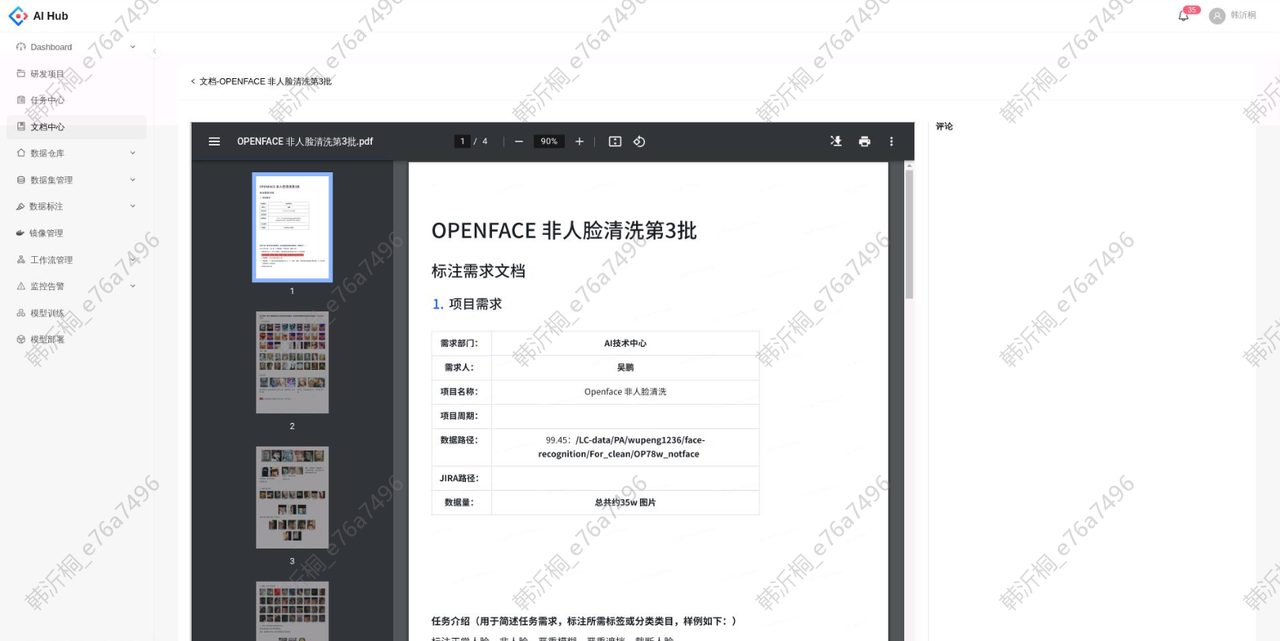 AI Hub
35
韩沂桐
Dashboard
研发项目
任务中心
文档中心
数据仓库
数据集管理
数据标注
镜像管理
工作流管理
监控告警
模型训练
模型部署
< 文档-OPENFACE 非人脸清洗第3批
OPENFACE 非人脸清洗第3批.pdf
1 / 4
90%
评论
1
2
3
OPENFACE 非人脸清洗第3批
标注需求文档
1. 项目需求
需求部门: AI技术中心
需求人: 吴鹏
项目名称: Openface 非人脸清洗
项目周期:
数据路径: 99.45: /LC-data/PA/wupeng1236/face-
recognition/For_clean/OP78w_notface
JIRA路径:
数据量: 总共约35w 图片
任务介绍（用于简述任务需求，标注所需标签或分类类目，样例如下：）
韩沂桐_e76a7496